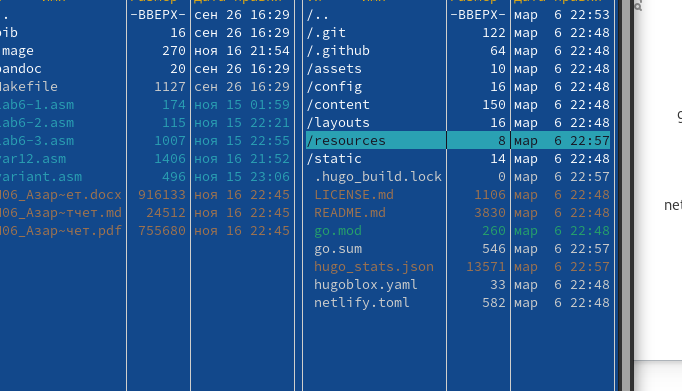 . -ВВЕРХ- сен 26 16:29
16 сен 26 16:29
270 ноя 16 21:54
20 сен 26 16:29
1127 сен 26 16:29
ab6-1.asm 174 ноя 15 01:59
ab6-2.asm 115 ноя 15 22:21
ab6-3.asm 1007 ноя 15 22:55
var12.asm 1406 ноя 16 21:52
variant.asm 496 ноя 15 23:06
06_Азар~ет.docx 916133 ноя 16 22:45
06_Азар~тчет.md 24512 ноя 16 22:45
06_Азар~чет.pdf 755680 ноя 16 22:45
/.. -ВВЕРХ- мар 6 22:53
/.git 122 мар 6 22:48
/.github 64 мар 6 22:48
/assets 10 мар 6 22:48
/config 16 мар 6 22:48
/content 150 мар 6 22:48
/layouts 16 мар 6 22:48
/resources 8 мар 6 22:57
/static 14 мар 6 22:48
.hugo_build.lock 0 мар 6 22:57
LICENSE.md 1106 мар 6 22:48
README.md 3830 мар 6 22:48
go.mod 260 мар 6 22:48
go.sum 546 мар 6 22:57
hugo_stats.json 13571 мар 6 22:57
hugoblox.yaml 33 мар 6 22:48
netlify.toml 582 мар 6 22:48
net